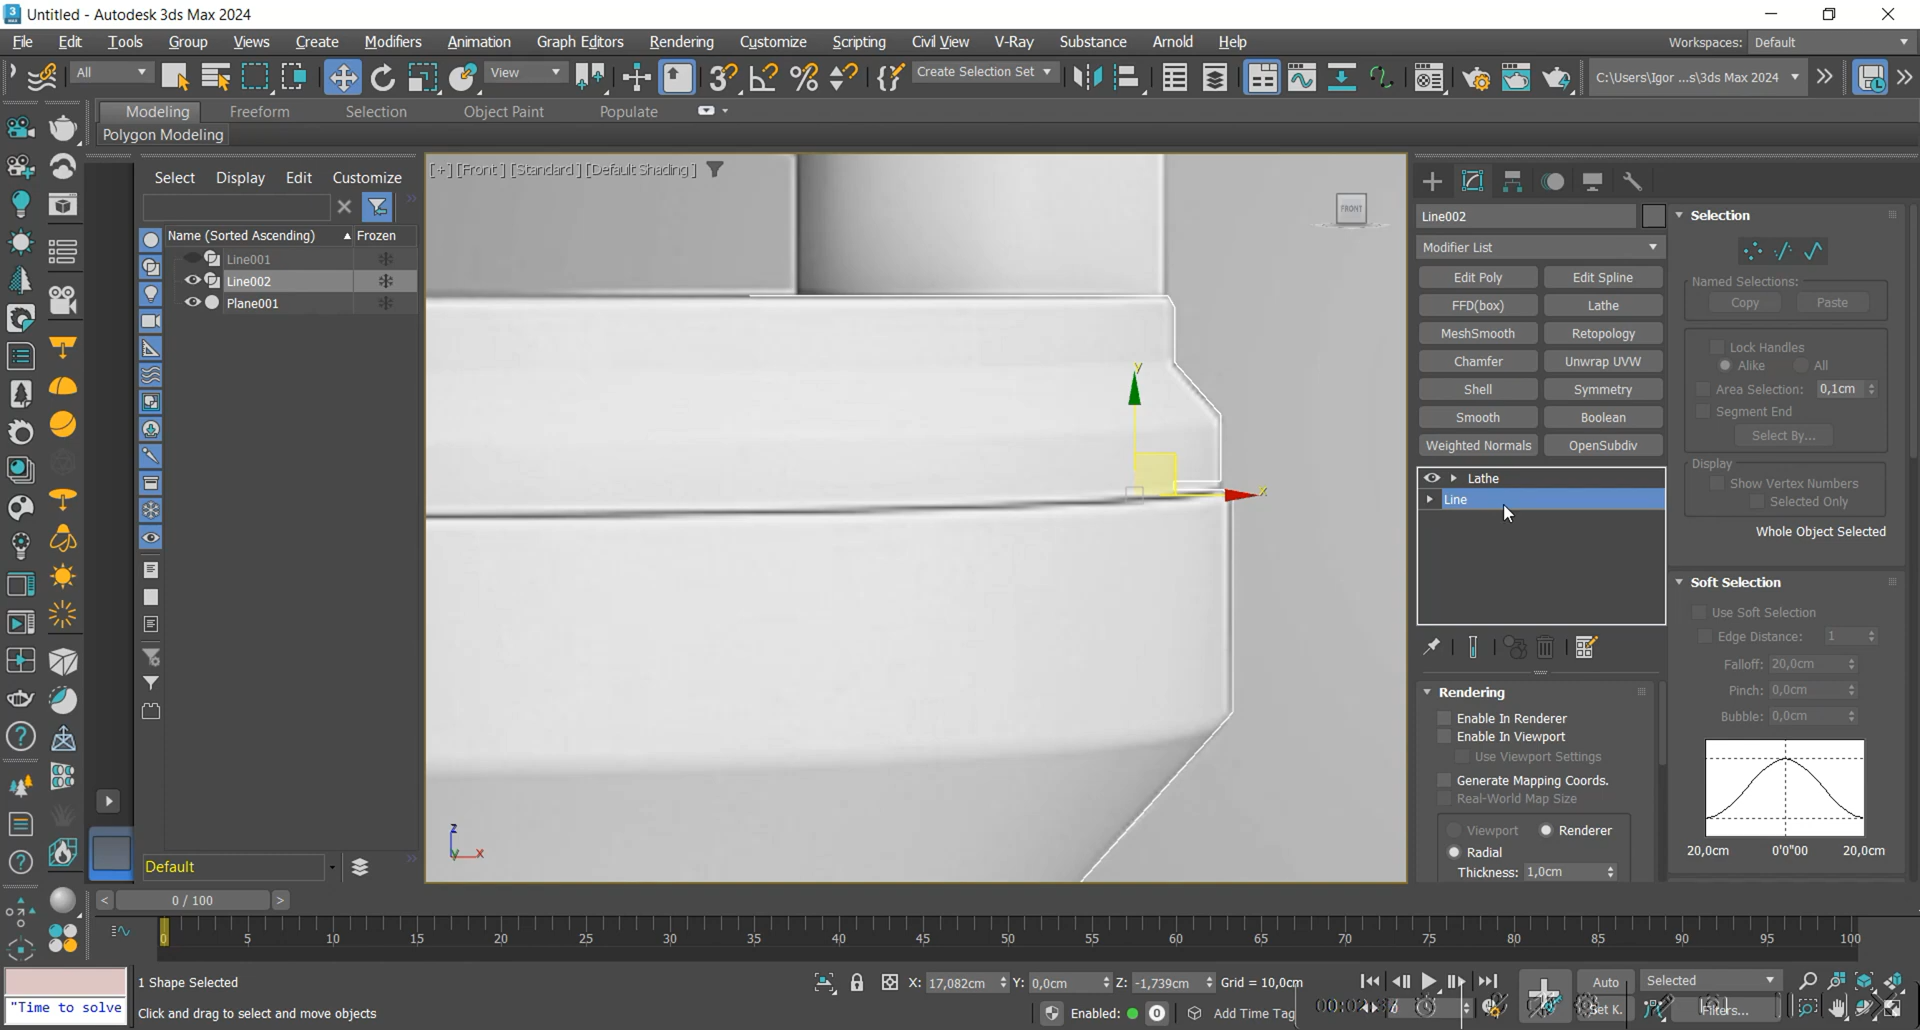 Untitled - Autodesk 3ds Max 2024
File Edit Tools Group Views Create Modifiers Animation Graph Editors Rendering Customize Scripting Civil View V-Ray Substance Arnold Help Workspaces: Default
All View Create Selection Set C:\Users\Igor ...s\3ds Max 2024
Modeling Freeform Selection Object Paint Populate
Polygon Modeling
Select Display Edit Customize
[+] [Front ] [Standard ] [Default Shading ]
FRONT
Name (Sorted Ascending) Frozen
Line001
Line002
Plane001
Line002
Modifier List
Edit Poly Edit Spline
FFD(box) Lathe
MeshSmooth Retopology
Chamfer Unwrap UVW
Shell Symmetry
Smooth Boolean
Weighted Normals OpenSubdiv
Lathe
Line
y
x
z
y x
Rendering
Enable In Renderer
Enable In Viewport
Use Viewport Settings
Generate Mapping Coords.
Real-World Map Size
Viewport Renderer
Radial
Thickness: 1,0cm
Selection
Named Selections:
Copy Paste
Lock Handles
Alike All
Area Selection: 0,1cm
Segment End
Select By...
Display
Show Vertex Numbers
Selected Only
Whole Object Selected
Soft Selection
Use Soft Selection
Edge Distance: 1
Falloff: 20,0cm
Pinch: 0,0cm
Bubble: 0,0cm
20,0cm 0'0"00 20,0cm
Default
0 / 100
0 5 10 15 20 25 30 35 40 45 50 55 60 65 70 75 80 85 90 95 100
1 Shape Selected X: 17,082cm Y: 0,0cm Z: -1,739cm Grid = 10,0cm Auto Selected
"Time to solve Click and drag to select and move objects Enabled: 0 Add Time Tag Set K. Filters...